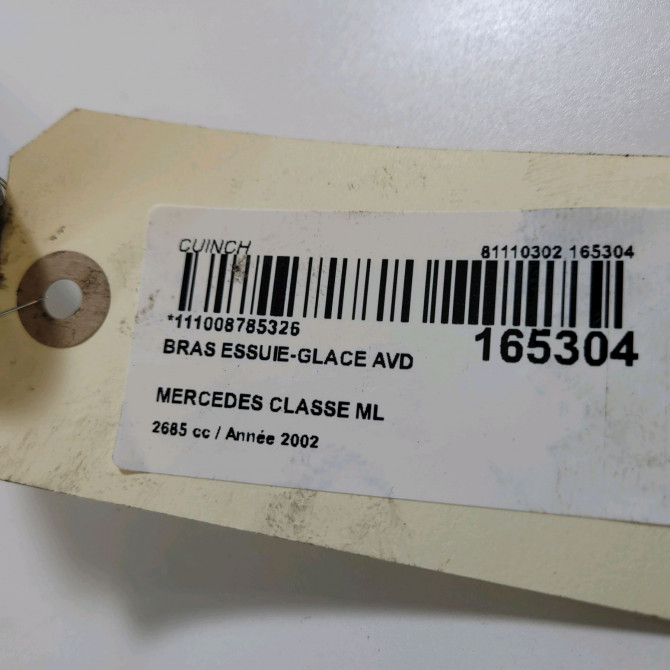 CUINCH 81110302 165304
*111008785326
165304
BRAS ESSUIE-GLACE AVD
MERCEDES CLASSE ML
2685 cc / Année 2002